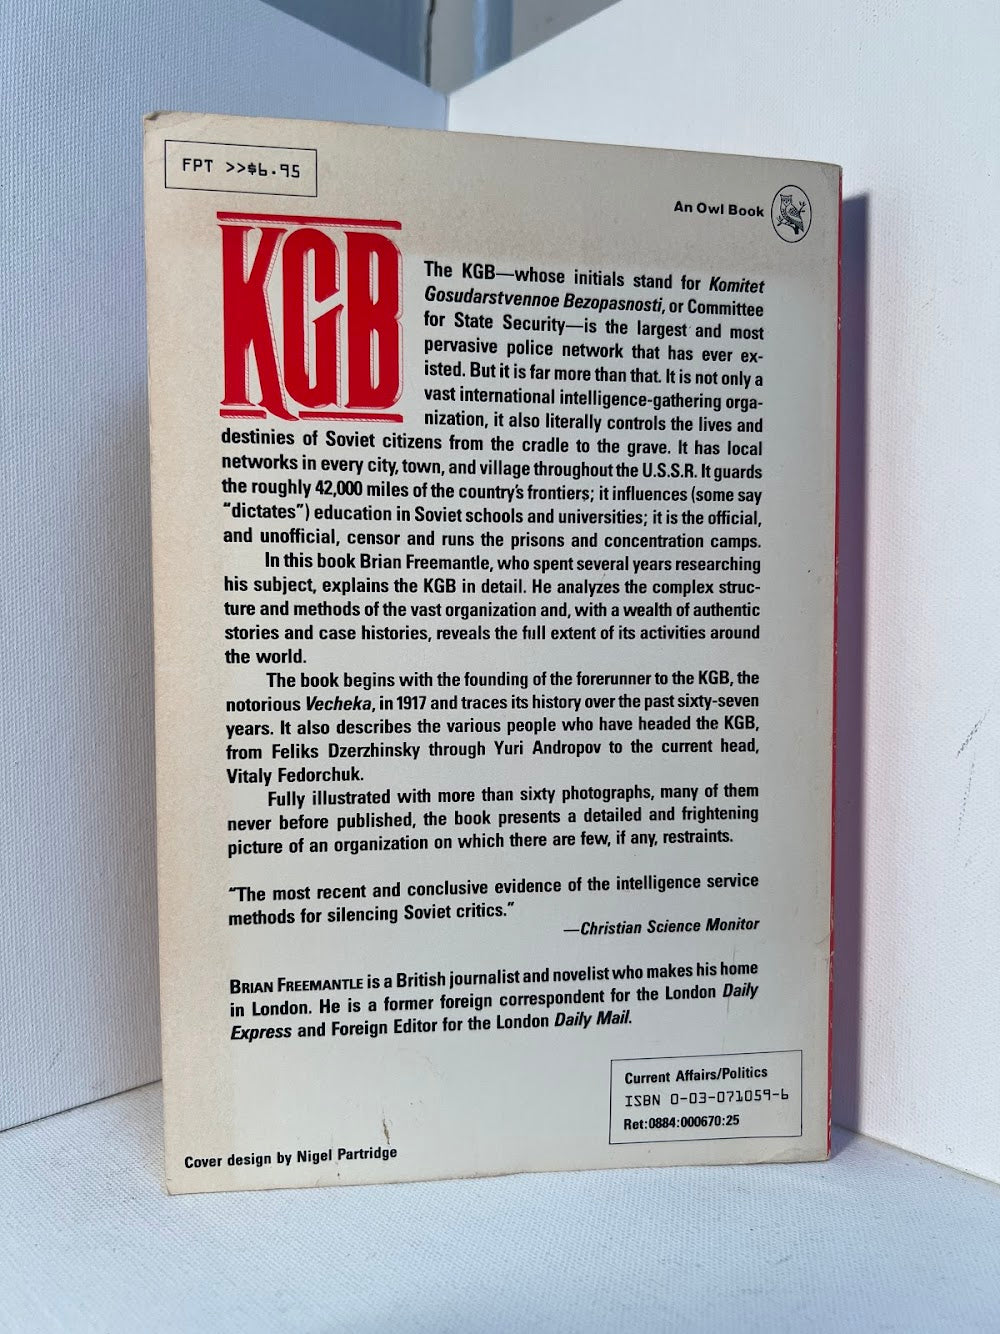 FPT >>$6.95
An Owl Book
KGB
The KGB—whose initials stand for Komitet
Gosudarstvennoe Bezopasnosti, or Committee
for State Security—is the largest and most
pervasive police network that has ever ex-
isted. But it is far more than that. It is not only a
vast international intelligence-gathering orga-
nization, it also literally controls the lives and
destinies of Soviet citizens from the cradle to the grave. It has local
networks in every city, town, and village throughout the U.S.S.R. It guards
the roughly 42,000 miles of the country's frontiers; it influences (some say
“dictates”) education in Soviet schools and universities; it is the official,
and unofficial, censor and runs the prisons and concentration camps.
In this book Brian Freemantle, who spent several years researching
his subject, explains the KGB in detail. He analyzes the complex struc-
ture and methods of the vast organization and, with a wealth of authentic
stories and case histories, reveals the full extent of its activities around
the world.
The book begins with the founding of the forerunner to the KGB, the
notorious Vecheka, in 1917 and traces its history over the past sixty-seven
years. It also describes the various people who have headed the KGB,
from Feliks Dzerzhinsky through Yuri Andropov to the current head,
Vitaly Fedorchuk.
Fully illustrated with more than sixty photographs, many of them
never before published, the book presents a detailed and frightening
picture of an organization on which there are few, if any, restraints.
“The most recent and conclusive evidence of the intelligence service
methods for silencing Soviet critics.”
—Christian Science Monitor
BRIAN FREEMANTLE is a British journalist and novelist who makes his home
in London. He is a former foreign correspondent for the London Daily
Express and Foreign Editor for the London Daily Mail.
Current Affairs/Politics
ISBN 0-03-071059-6
Ret:0884:000670:25
Cover design by Nigel Partridge